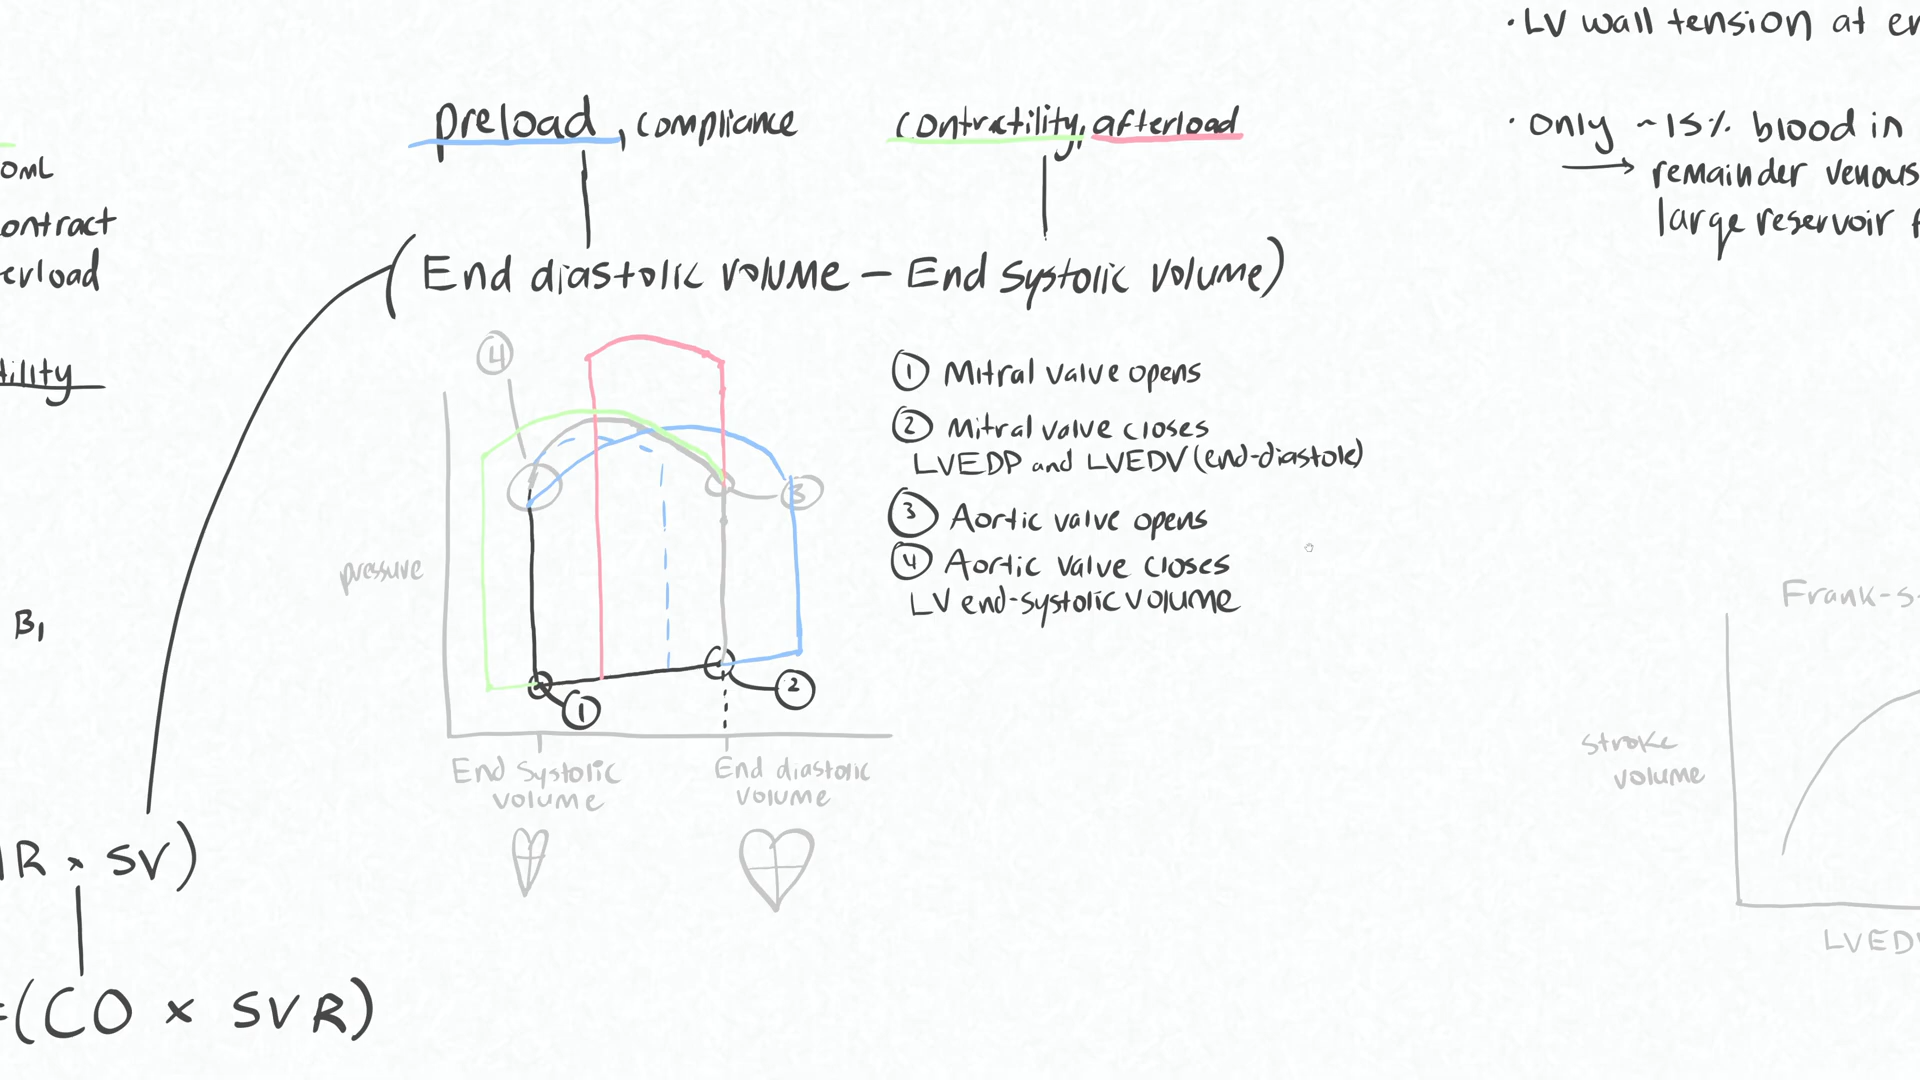 • LV wall tension at
preload, compliance
contractility, afterload
• Only ~15% blood in
→ remainder venous
large reservoir
OML
ontract
erload
(End diastolic volume – End systolic volume)
tility
4
① Mitral valve opens
② Mitral valve closes
LVEDP and LVEDV (end-diastole)
③ Aortic valve opens
④ Aortic valve closes
LV end-systolic volume
3
pressure
B1
1
2
End systolic
volume
End diastolic
volume
Frank-s
stroke
volume
LVED
R × SV)
=(CO × SVR)